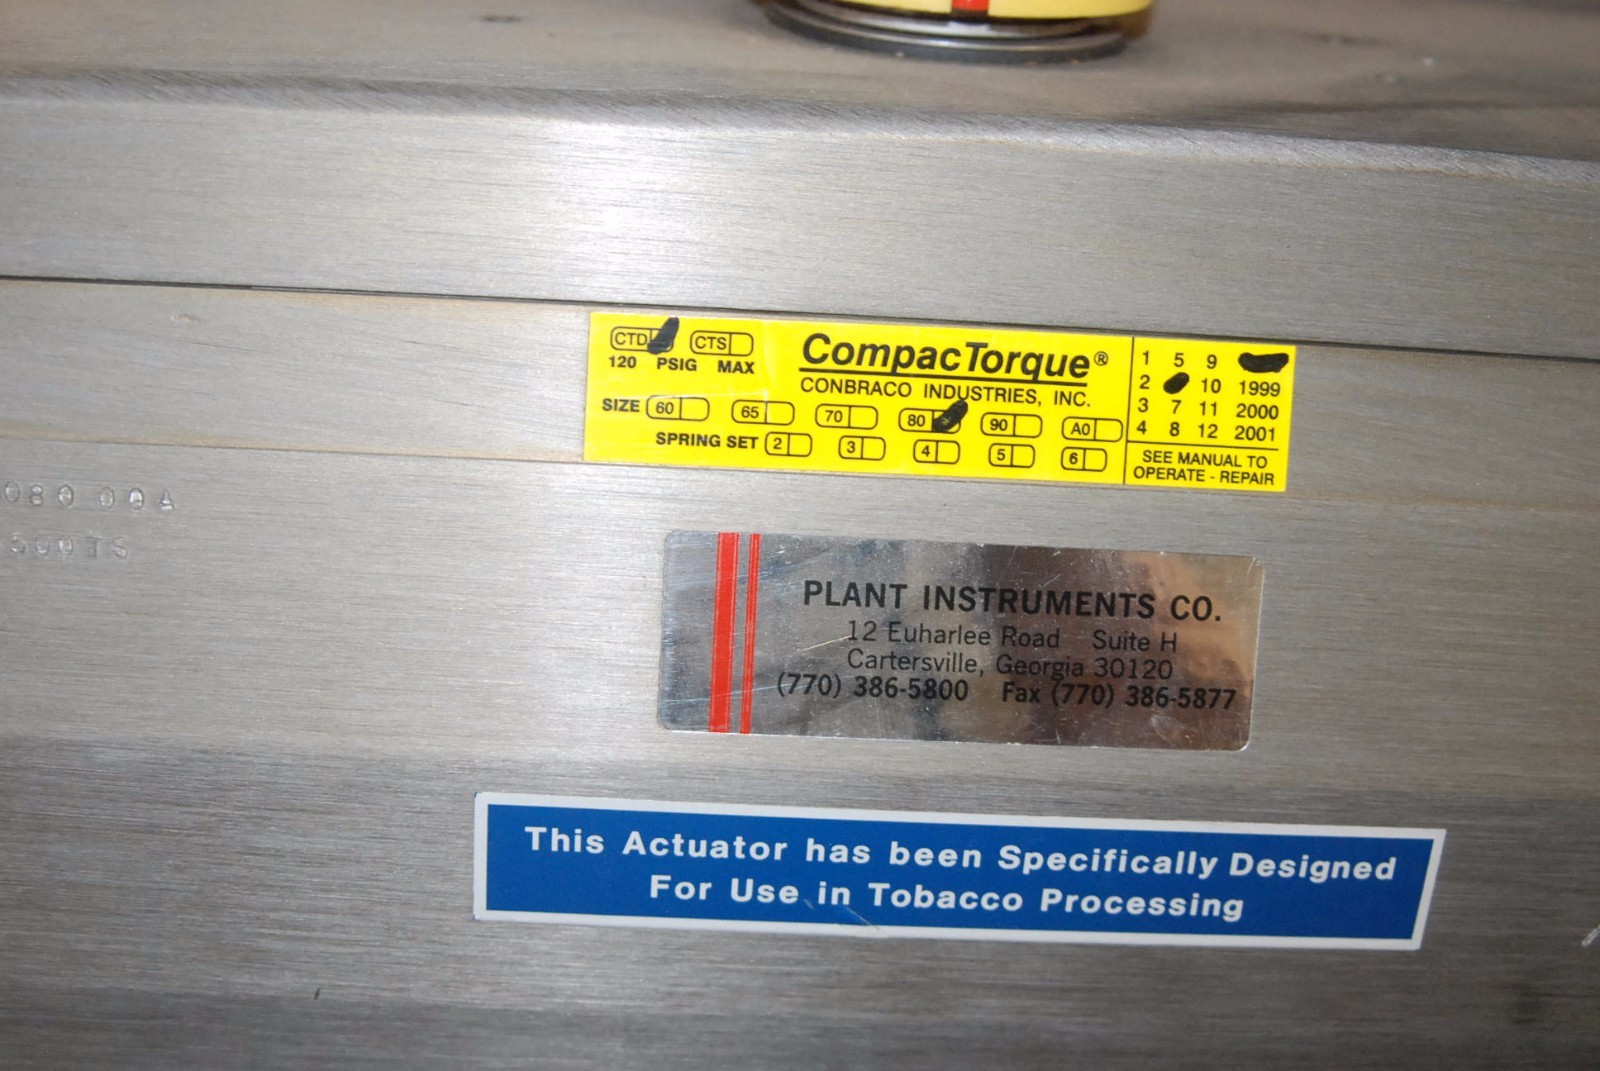 CTD CTS
120 PSIG MAX
CompacTorque®
CONBRACO INDUSTRIES, INC.
SIZE 60 65 70 80 90 A0
SPRING SET 2 3 4 5 6
1 5 9
2 10 1999
3 7 11 2000
4 8 12 2001
SEE MANUAL TO
OPERATE - REPAIR
080 00A
500TS
PLANT INSTRUMENTS CO.
12 Euharlee Road Suite H
Cartersville, Georgia 30120
(770) 386-5800 Fax (770) 386-5877
This Actuator has been Specifically Designed
For Use in Tobacco Processing